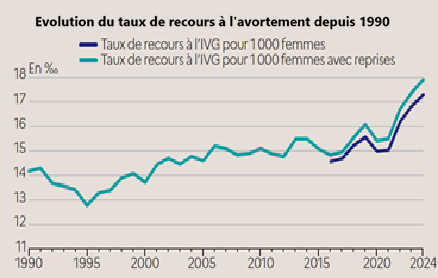 Evolution du taux de recours à l'avortement depuis 1990
Taux de recours à l'IVG pour 1000 femmes
Taux de recours à l'IVG pour 1000 femmes avec reprises
En ‰
18
17
16
15
14
13
12
11
1990 1995 2000 2005 2010 2015 2020 2024